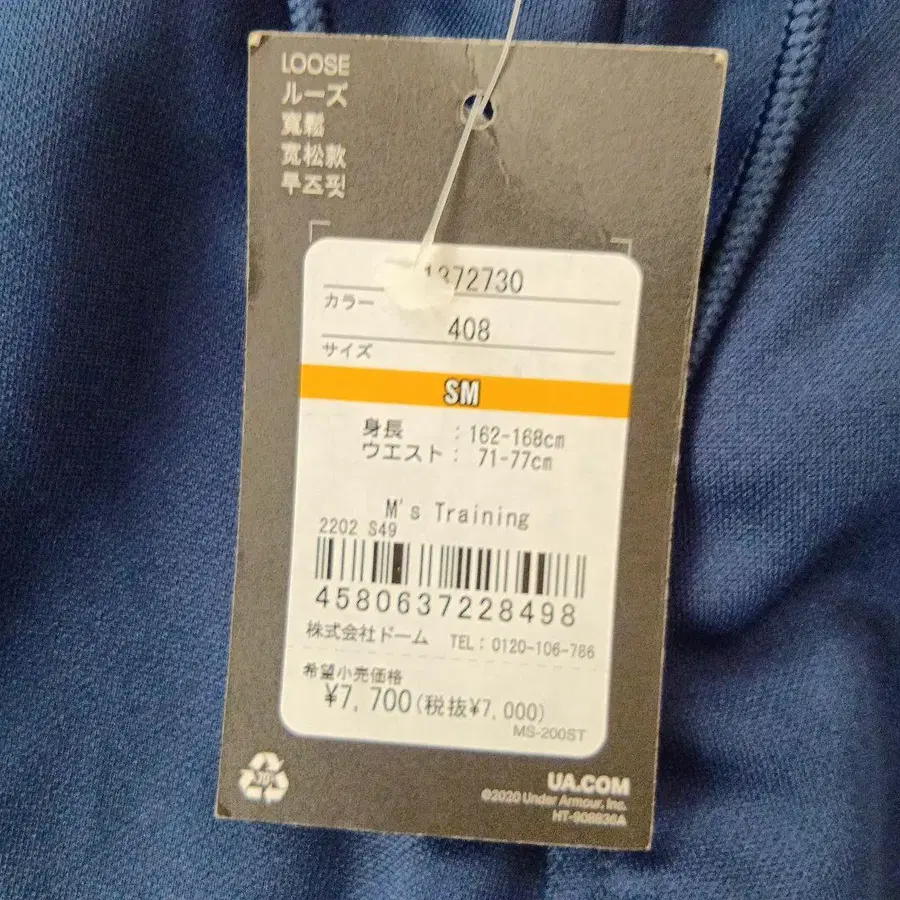 LOOSE
ルーズ
寬鬆
宽松款
루즈핏
1372730
カラー
408
サイズ
SM
身長 : 162-168cm
ウエスト : 71-77cm
M's Training
2202 S49
4580637228498
株式会社ドーム TEL : 0120-106-786
希望小売価格
¥7,700(税抜¥7,000)
MS-200ST
UA.COM
©2020 Under Armour, Inc.
HT-908836A